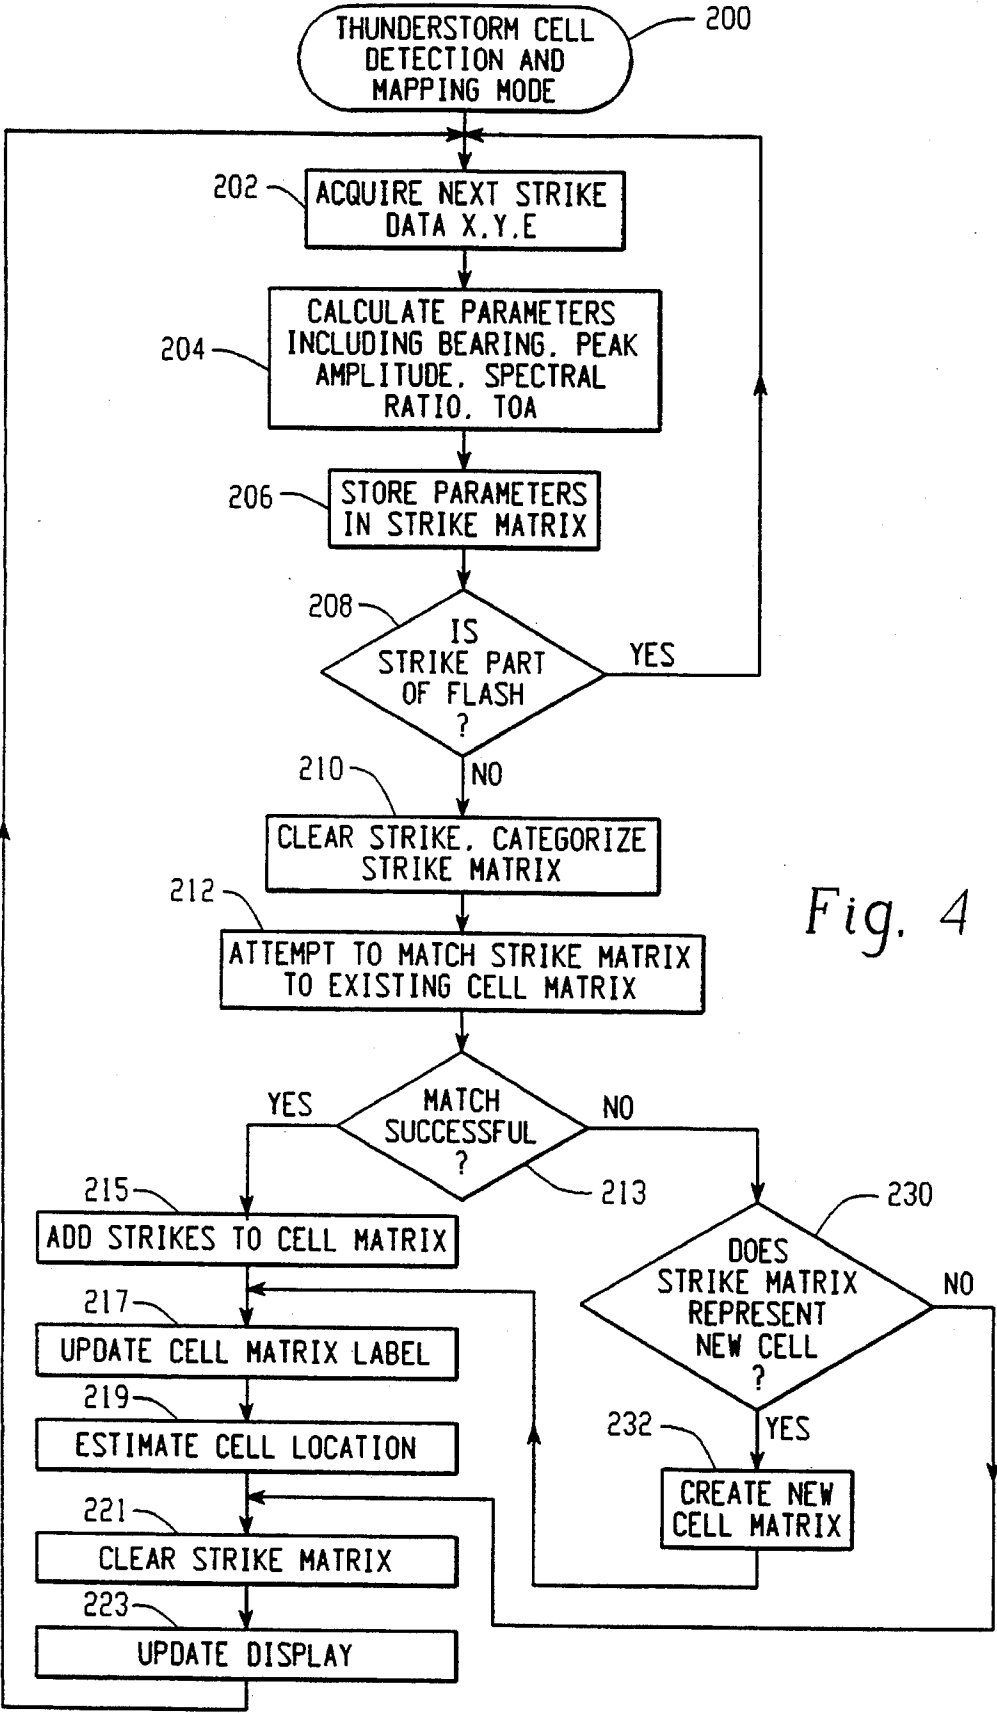 THUNDERSTORM CELL
DETECTION AND
MAPPING MODE
200
202
ACQUIRE NEXT STRIKE
DATA X.Y.E
204
CALCULATE PARAMETERS
INCLUDING BEARING. PEAK
AMPLITUDE. SPECTRAL
RATIO. TOA
206
STORE PARAMETERS
IN STRIKE MATRIX
208
IS
STRIKE PART
OF FLASH
?
YES
NO
210
CLEAR STRIKE. CATEGORIZE
STRIKE MATRIX
Fig. 4
212
ATTEMPT TO MATCH STRIKE MATRIX
TO EXISTING CELL MATRIX
MATCH
SUCCESSFUL
?
YES
NO
213
215
ADD STRIKES TO CELL MATRIX
230
DOES
STRIKE MATRIX
REPRESENT
NEW CELL
?
NO
YES
217
UPDATE CELL MATRIX LABEL
219
ESTIMATE CELL LOCATION
232
CREATE NEW
CELL MATRIX
221
CLEAR STRIKE MATRIX
223
UPDATE DISPLAY